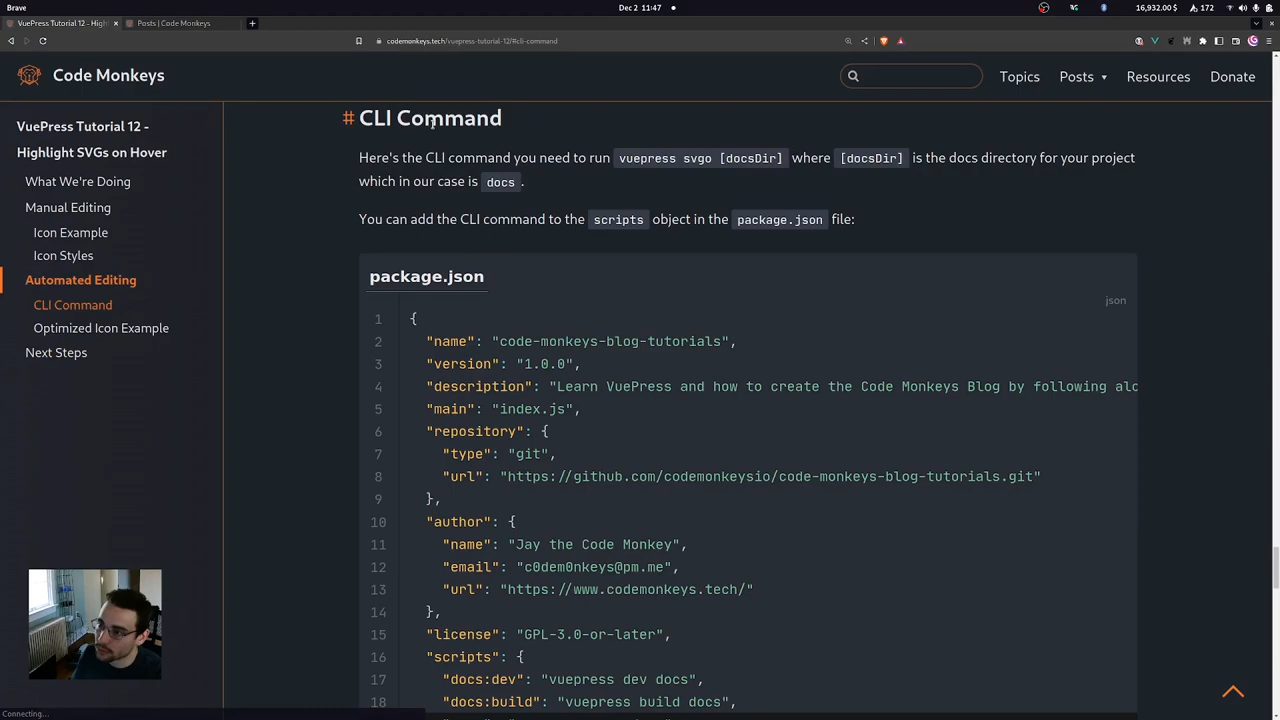 Brave
Dec 2 11:47
16,932.00
172
VuePress Tutorial 12 - High
Posts | Code Monkeys
codemonkeys.tech/vuepress-tutorial-12/#cli-command
Code Monkeys
Topics
Posts
Resources
Donate
VuePress Tutorial 12 -
Highlight SVGs on Hover
What We're Doing
Manual Editing
Icon Example
Icon Styles
Automated Editing
CLI Command
Optimized Icon Example
Next Steps
# CLI Command
Here's the CLI command you need to run vuepress svgo [docsDir] where [docsDir] is the docs directory for your project
which in our case is docs .
You can add the CLI command to the scripts object in the package.json file:
package.json
json
1 {
2 "name": "code-monkeys-blog-tutorials",
3 "version": "1.0.0",
4 "description": "Learn VuePress and how to create the Code Monkeys Blog by following alo
5 "main": "index.js",
6 "repository": {
7 "type": "git",
8 "url": "https://github.com/codemonkeysio/code-monkeys-blog-tutorials.git"
9 },
10 "author": {
11 "name": "Jay the Code Monkey",
12 "email": "c0dem0nkeys@pm.me",
13 "url": "https://www.codemonkeys.tech/"
14 },
15 "license": "GPL-3.0-or-later",
16 "scripts": {
17 "docs:dev": "vuepress dev docs",
18 "docs:build": "vuepress build docs",
Connecting...